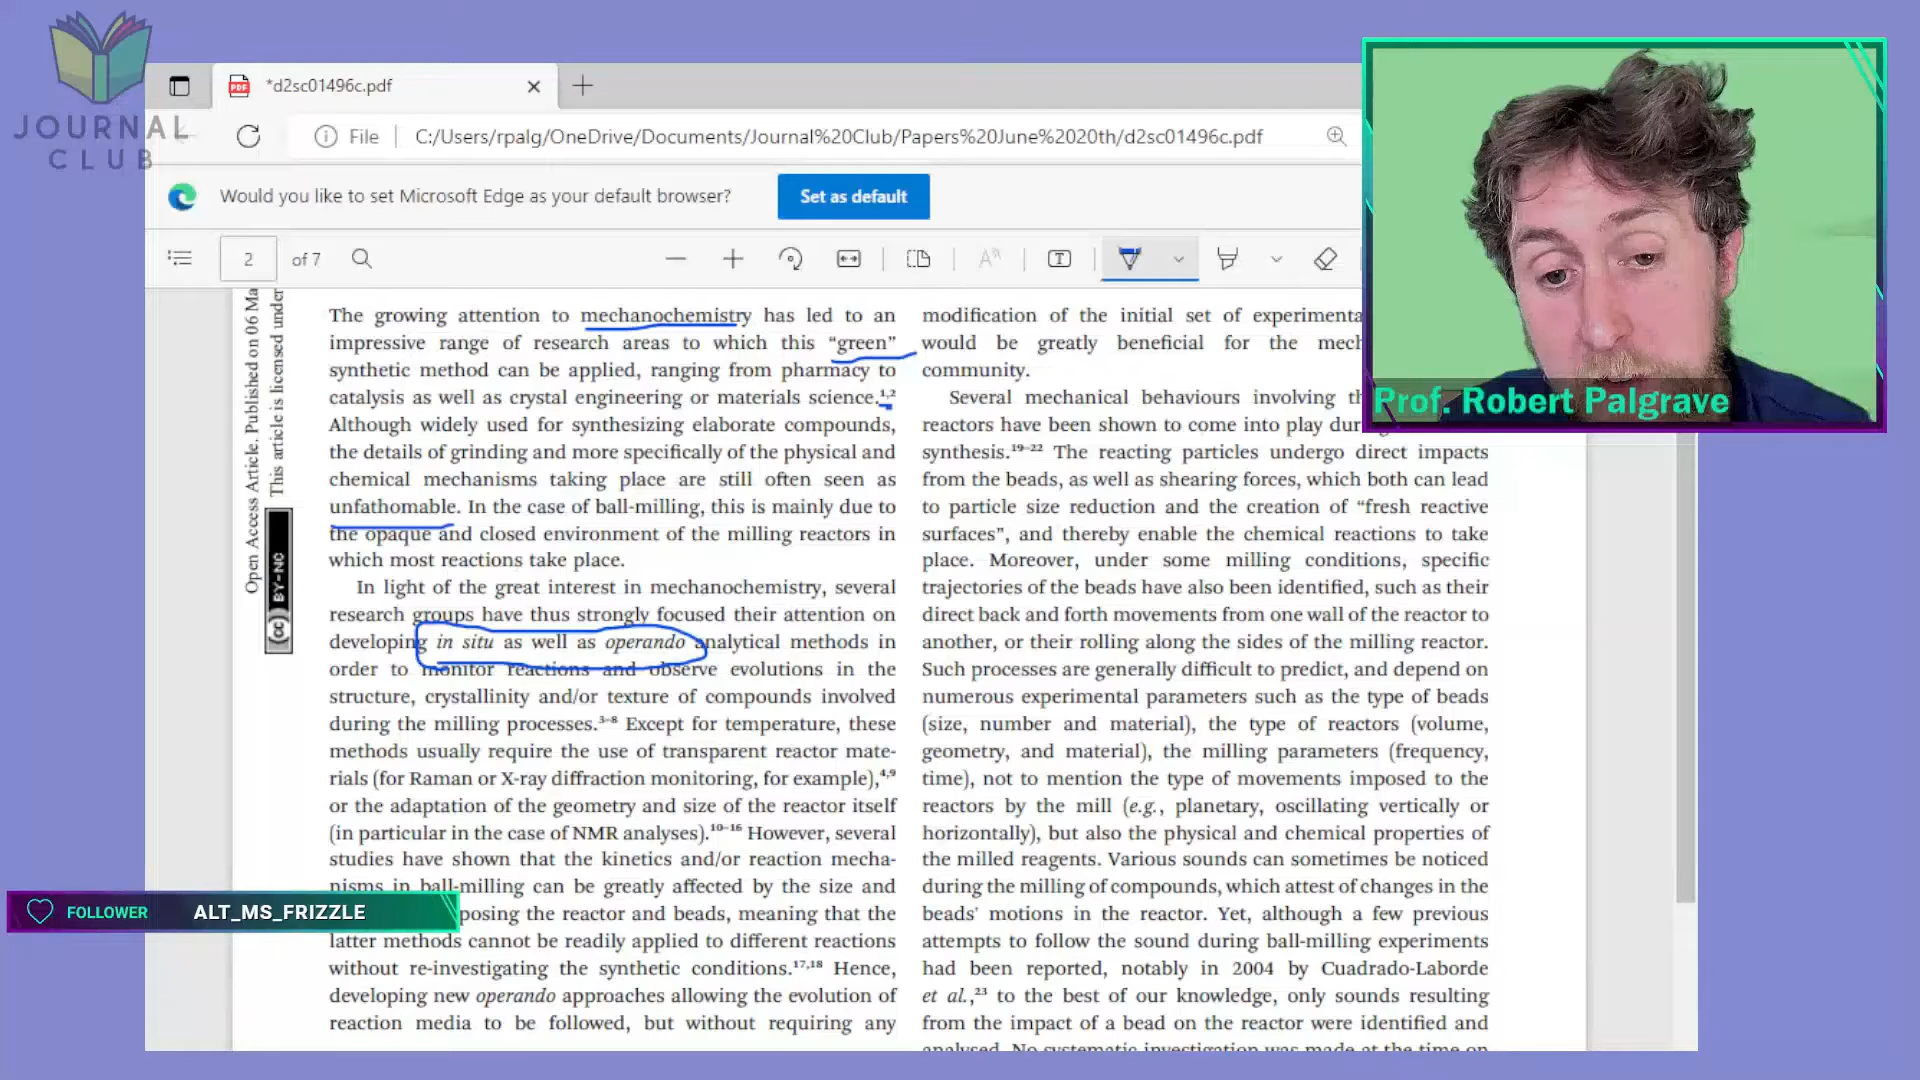 JOURNAL
CLUB
PDF
*d2sc01496c.pdf
File
C:/Users/rpalg/OneDrive/Documents/Journal%20Club/Papers%20June%2020th/d2sc01496c.pdf
Would you like to set Microsoft Edge as your default browser?
Set as default
2
of 7
Open Access Article. Published on 06 Ma
This article is licensed under
(cc) BY-NC
The growing attention to mechanochemistry has led to an
impressive range of research areas to which this “green”
synthetic method can be applied, ranging from pharmacy to
catalysis as well as crystal engineering or materials science.1,2
Although widely used for synthesizing elaborate compounds,
the details of grinding and more specifically of the physical and
chemical mechanisms taking place are still often seen as
unfathomable. In the case of ball-milling, this is mainly due to
the opaque and closed environment of the milling reactors in
which most reactions take place.
In light of the great interest in mechanochemistry, several
research groups have thus strongly focused their attention on
developing in situ as well as operando analytical methods in
order to monitor reactions and observe evolutions in the
structure, crystallinity and/or texture of compounds involved
during the milling processes.3–8 Except for temperature, these
methods usually require the use of transparent reactor mate-
rials (for Raman or X-ray diffraction monitoring, for example),4,9
or the adaptation of the geometry and size of the reactor itself
(in particular in the case of NMR analyses).10–16 However, several
studies have shown that the kinetics and/or reaction mecha-
nisms in ball-milling can be greatly affected by the size and
posing the reactor and beads, meaning that the
latter methods cannot be readily applied to different reactions
without re-investigating the synthetic conditions.17,18 Hence,
developing new operando approaches allowing the evolution of
reaction media to be followed, but without requiring any
modification of the initial set of experimenta
would be greatly beneficial for the mec
community.
Several mechanical behaviours involving th
reactors have been shown to come into play dur
synthesis.19–22 The reacting particles undergo direct impacts
from the beads, as well as shearing forces, which both can lead
to particle size reduction and the creation of “fresh reactive
surfaces”, and thereby enable the chemical reactions to take
place. Moreover, under some milling conditions, specific
trajectories of the beads have also been identified, such as their
direct back and forth movements from one wall of the reactor to
another, or their rolling along the sides of the milling reactor.
Such processes are generally difficult to predict, and depend on
numerous experimental parameters such as the type of beads
(size, number and material), the type of reactors (volume,
geometry, and material), the milling parameters (frequency,
time), not to mention the type of movements imposed to the
reactors by the mill (e.g., planetary, oscillating vertically or
horizontally), but also the physical and chemical properties of
the milled reagents. Various sounds can sometimes be noticed
during the milling of compounds, which attest of changes in the
beads' motions in the reactor. Yet, although a few previous
attempts to follow the sound during ball-milling experiments
had been reported, notably in 2004 by Cuadrado-Laborde
et al.,23 to the best of our knowledge, only sounds resulting
from the impact of a bead on the reactor were identified and
analysed. No systematic investigation was made at the time on
Prof. Robert Palgrave
FOLLOWER
ALT_MS_FRIZZLE